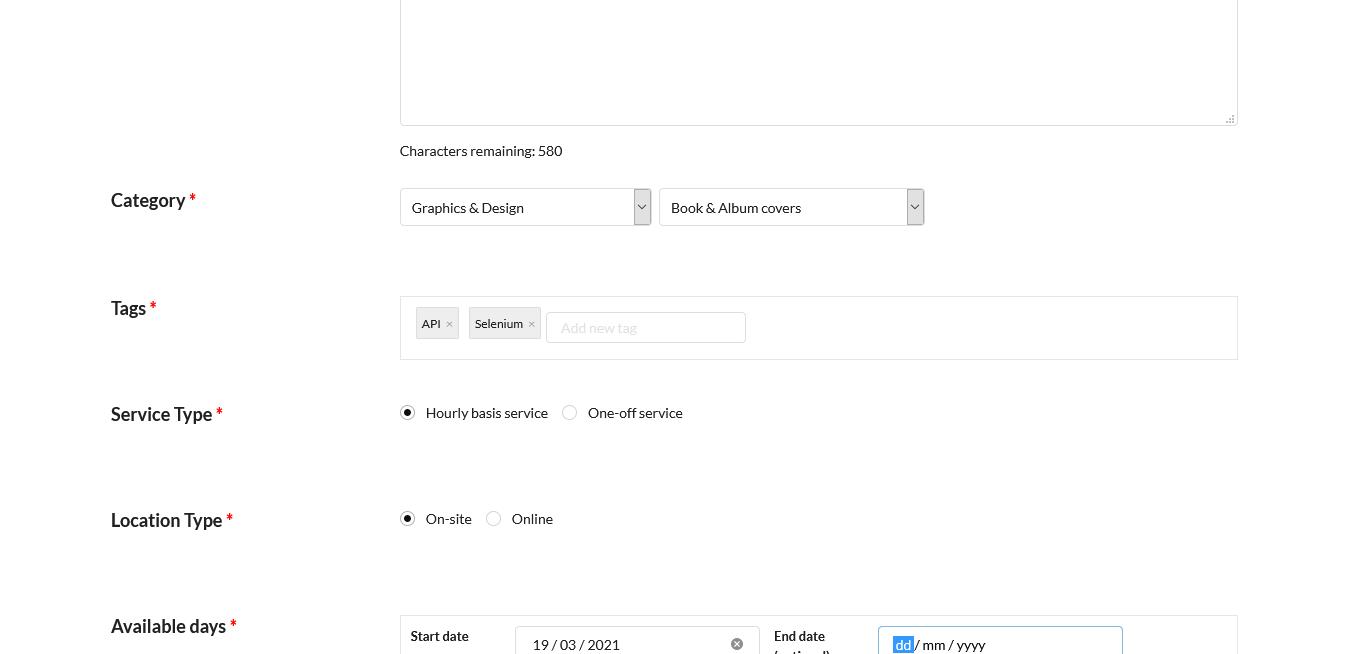 Characters remaining: 580
Category *
Graphics & Design
Book & Album covers
Tags *
API ×
Selenium ×
Add new tag
Service Type *
Hourly basis service
One-off service
Location Type *
On-site
Online
Available days *
Start date
19 / 03 / 2021
End date
dd / mm / yyyy